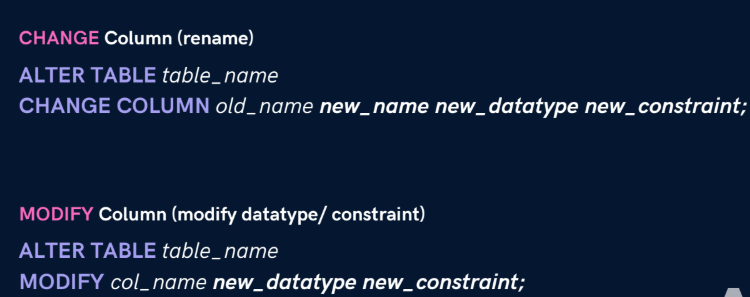 CHANGE Column (rename)
ALTER TABLE table_name
CHANGE COLUMN old_name new_name new_datatype new_constraint;
MODIFY Column (modify datatype/ constraint)
ALTER TABLE table_name
MODIFY col_name new_datatype new_constraint;